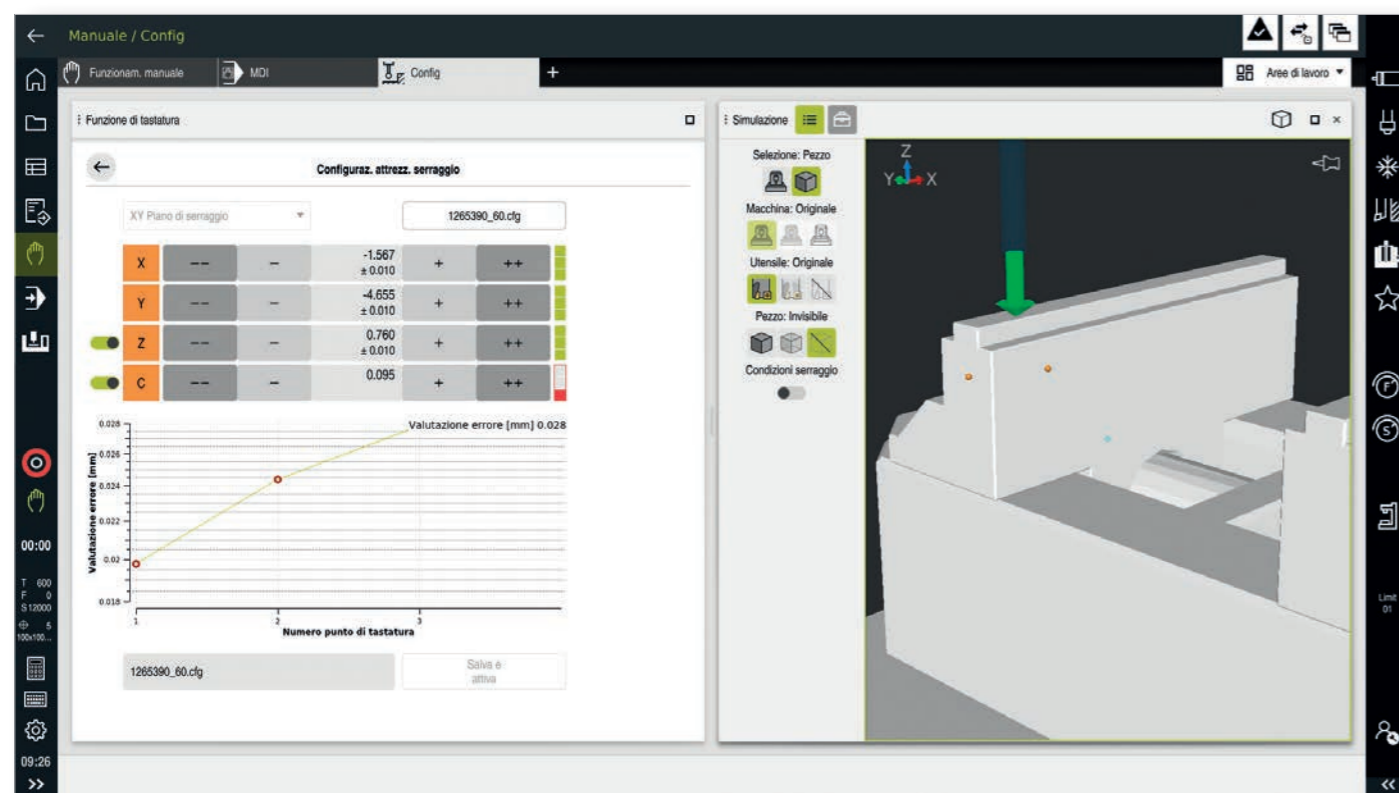 Manuale / Config
Funzionam. manuale
MDI
Config
+
Aree di lavoro
Funzione di tastatura
Configuraz. attrezz. serraggio
XY Piano di serraggio
1265390_60.cfg
X -- - -1.567 ± 0.010 + ++
Y -- - -4.655 ± 0.010 + ++
Z -- - 0.760 ± 0.010 + ++
C -- - 0.095 + ++
Valutazione errore [mm] 0.028
Valutazione errore [mm]
0.028
0.026
0.024
0.022
0.02
0.018
1 2 3
Numero punto di tastatura
1265390_60.cfg
Salva e
attiva
Simulazione
Selezione: Pezzo
Macchina: Originale
Utensile: Originale
Pezzo: Invisibile
Condizioni serraggio
Z
Y X
00:00
T 600
F 0
S 12000
5
100x100...
09:26
F
S
Limit
01